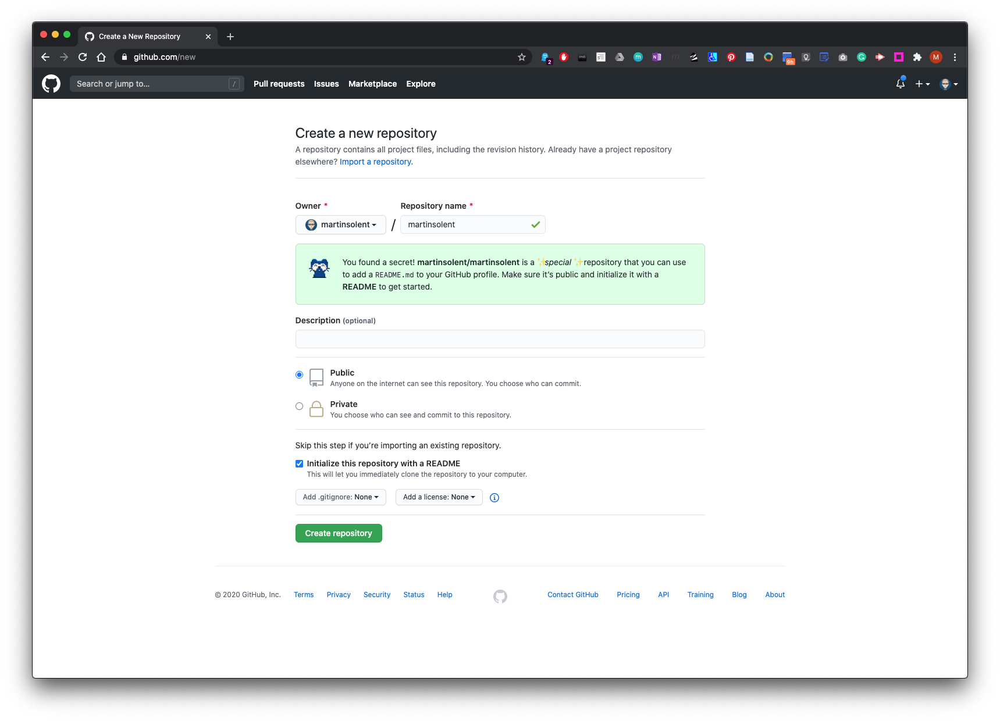 Create a New Repository
github.com/new
2
9h
M
Search or jump to...
/
Pull requests
Issues
Marketplace
Explore
Create a new repository
A repository contains all project files, including the revision history. Already have a project repository
elsewhere? Import a repository.
Owner *
Repository name *
martinsolent
/
martinsolent
You found a secret! martinsolent/martinsolent is a ✨special ✨repository that you can use
to add a README.md to your GitHub profile. Make sure it’s public and initialize it with a
README to get started.
Description (optional)
Public
Anyone on the internet can see this repository. You choose who can commit.
Private
You choose who can see and commit to this repository.
Skip this step if you’re importing an existing repository.
Initialize this repository with a README
This will let you immediately clone the repository to your computer.
Add .gitignore: None
Add a license: None
Create repository
© 2020 GitHub, Inc.
Terms
Privacy
Security
Status
Help
Contact GitHub
Pricing
API
Training
Blog
About